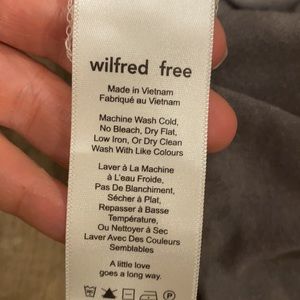 wilfred free
Made in Vietnam
Fabriqué au Vietnam
Machine Wash Cold,
No Bleach, Dry Flat,
Low Iron, Or Dry Clean
Wash With Like Colours
Laver à La Machine
à L'eau Froide,
Pas De Blanchiment,
Sécher à Plat,
Repasser à Basse
Température,
Ou Nettoyer à Sec
Laver Avec Des Couleurs
Semblables
A little love
goes a long way.